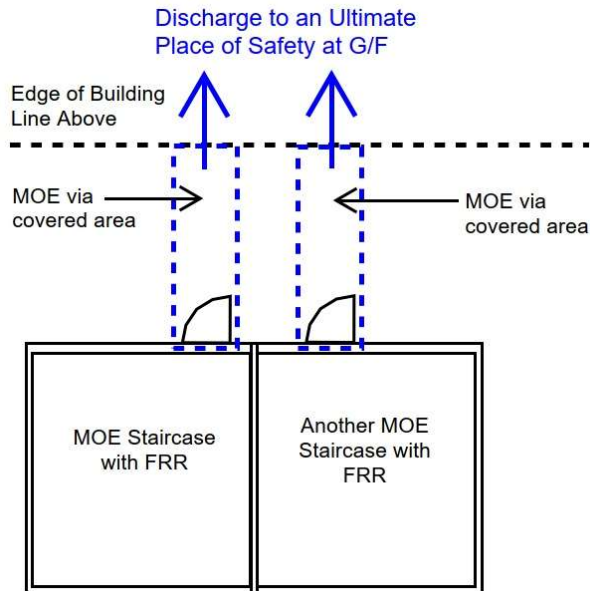 Discharge to an Ultimate
Place of Safety at G/F
Edge of Building
Line Above
MOE via
covered area
MOE via
covered area
MOE Staircase
with FRR
Another MOE
Staircase with
FRR